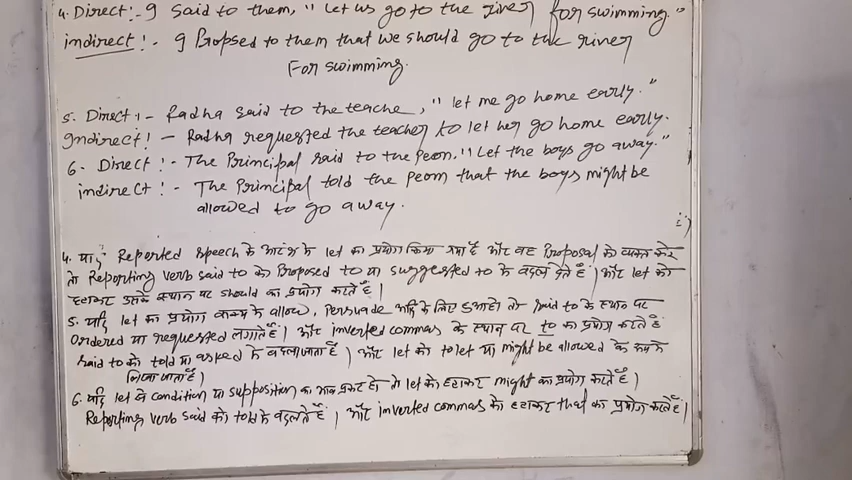 4. Direct:- I said to them, "Let us go to the river for swimming."
indirect:- I Propsed to them that we should go to the river
For swimming.
5. Direct:- Radha said to the teache, "let me go home early."
Indirect:- Radha requested the teacher to let her go home early.
6. Direct:- The Principal said to the Peon, "Let the boys go away."
indirect:- The Principal told the peom that the boys might be
allowed to go away.
4. यदि Reported speech के आरंभ में let का प्रयोग किया गया है और वह Proposal को व्यक्त करे
तो Reporting verb said to को Proposed to या suggested to में बदल देते हैं। और let को
हटाकर उसके स्थान पर should का प्रयोग करते हैं।
5. यदि let का प्रयोग वाक्य में allow, Persuade आदि के लिए हुआ हो तो said to के स्थान पर
ordered या requested लगाते हैं। और inverted commas के स्थान पर to का प्रयोग करते हैं
said to को told या asked में बदला जाता है। और let को to let या might be allowed के रूप में
लिखा जाता है।
6. यदि let से condition या supposition का भाव प्रकट हो तो let को हटाकर might का प्रयोग करते हैं।
Reporting verb said को told में बदलते हैं। और inverted commas को हटाकर that का प्रयोग करते हैं।